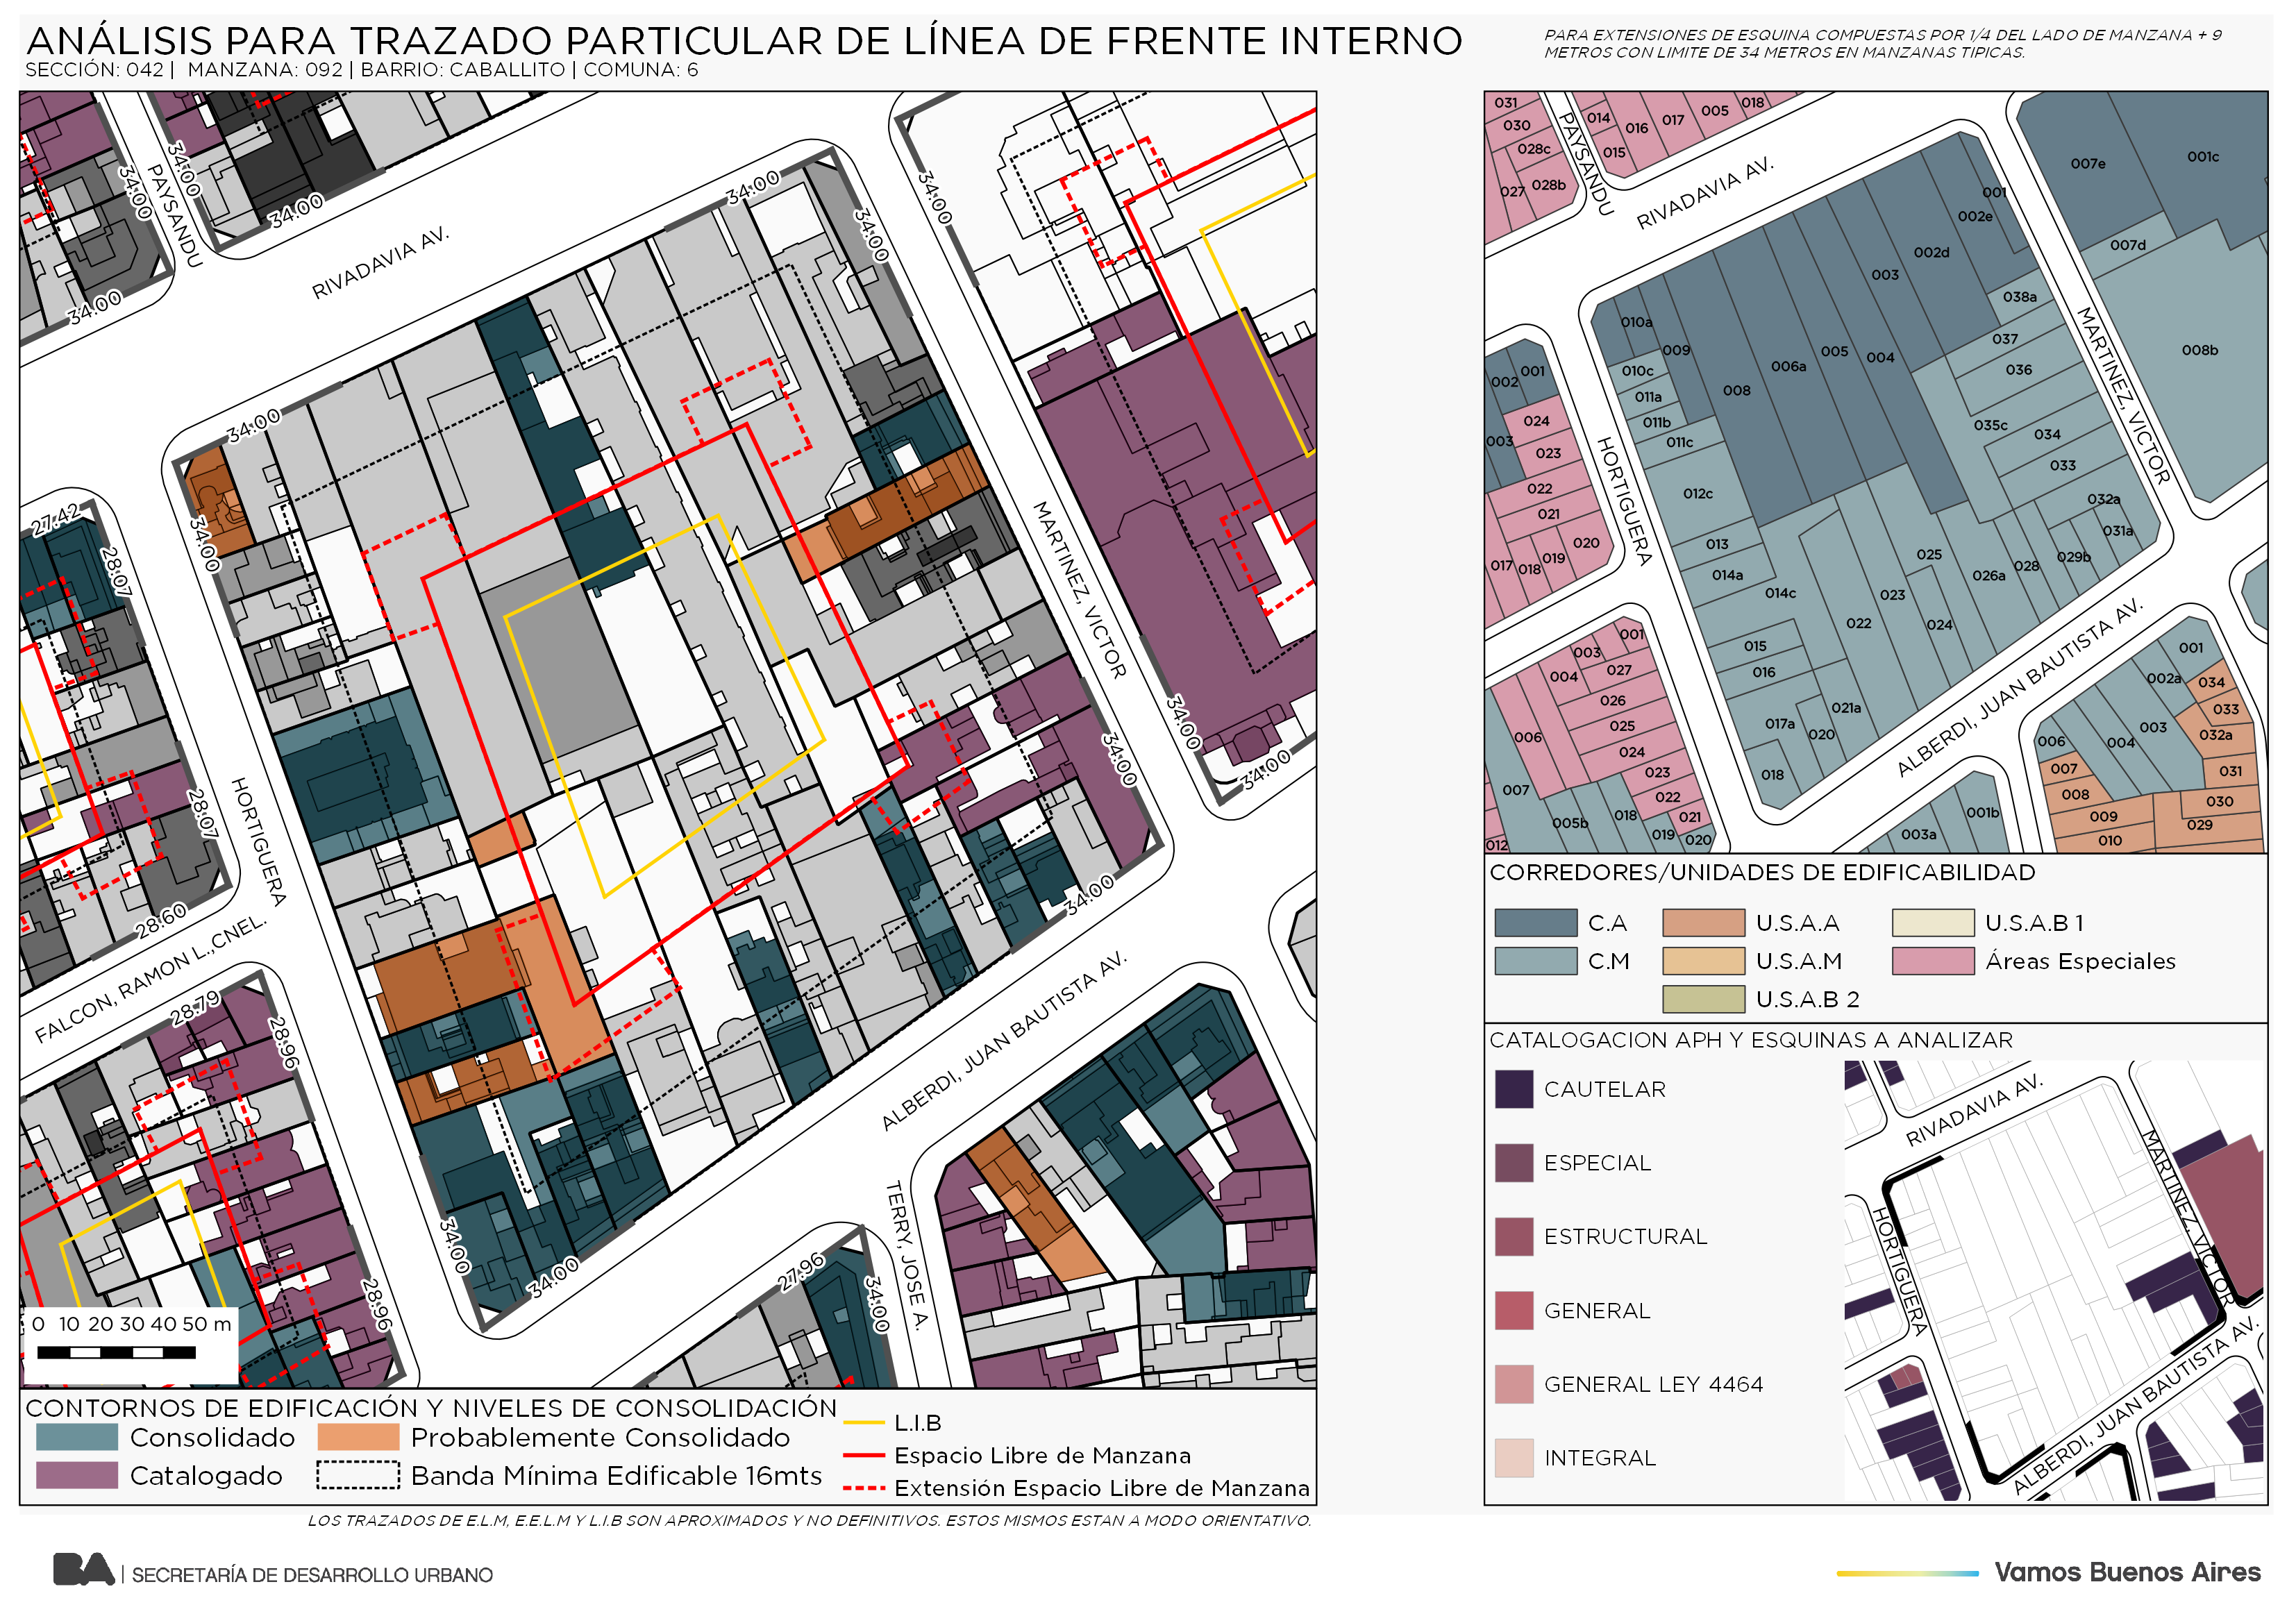 ANÁLISIS PARA TRAZADO PARTICULAR DE LÍNEA DE FRENTE INTERNO
SECCIÓN: 042 | MANZANA: 092 | BARRIO: CABALLITO | COMUNA: 6
PARA EXTENSIONES DE ESQUINA COMPUESTAS POR 1/4 DEL LADO DE MANZANA + 9
METROS CON LIMITE DE 34 METROS EN MANZANAS TIPICAS.
PAYSANDU
34.00
34.00
34.00
34.00
RIVADAVIA AV.
34.00
34.00
34.00
34.00
34.00
27.42
28.07
HORTIGUERA
28.07
28.60
FALCON, RAMON L.,CNEL.
28.79
28.96
28.96
MARTINEZ, VICTOR
34.00
34.00
34.00
34.00
ALBERDI, JUAN BAUTISTA AV.
34.00
34.00
27.96
34.00
TERRY, JOSE A.
0 10 20 30 40 50 m
CONTORNOS DE EDIFICACIÓN Y NIVELES DE CONSOLIDACIÓN
Consolidado
Probablemente Consolidado
Catalogado
Banda Mínima Edificable 16mts
L.I.B
Espacio Libre de Manzana
Extensión Espacio Libre de Manzana
LOS TRAZADOS DE E.L.M, E.E.L.M Y L.I.B SON APROXIMADOS Y NO DEFINITIVOS. ESTOS MISMOS ESTAN A MODO ORIENTATIVO.
031
030
028c
027
028b
PAYSANDU
014
015
016
017
005
018
RIVADAVIA AV.
007e
001c
007d
008b
001
002e
002d
003
004
005
006a
008
009
010a
010c
011a
011b
011c
012c
013
014a
014c
015
016
017a
018
020
021a
022
023
024
025
026a
028
029b
031a
032a
033
034
035c
036
037
038a
MARTINEZ, VICTOR
HORTIGUERA
ALBERDI, JUAN BAUTISTA AV.
001
002
003
024
023
022
021
020
019
018
017
001
003
004
027
026
025
024
023
022
021
020
019
018
005b
006
007
012
001
002a
003
004
006
007
008
009
010
034
033
032a
031
030
029
001b
003a
CORREDORES/UNIDADES DE EDIFICABILIDAD
C.A
U.S.A.A
U.S.A.B 1
C.M
U.S.A.M
Áreas Especiales
U.S.A.B 2
CATALOGACION APH Y ESQUINAS A ANALIZAR
CAUTELAR
ESPECIAL
ESTRUCTURAL
GENERAL
GENERAL LEY 4464
INTEGRAL
RIVADAVIA AV.
MARTINEZ, VICTOR
HORTIGUERA
ALBERDI, JUAN BAUTISTA AV.
BA | SECRETARÍA DE DESARROLLO URBANO
Vamos Buenos Aires